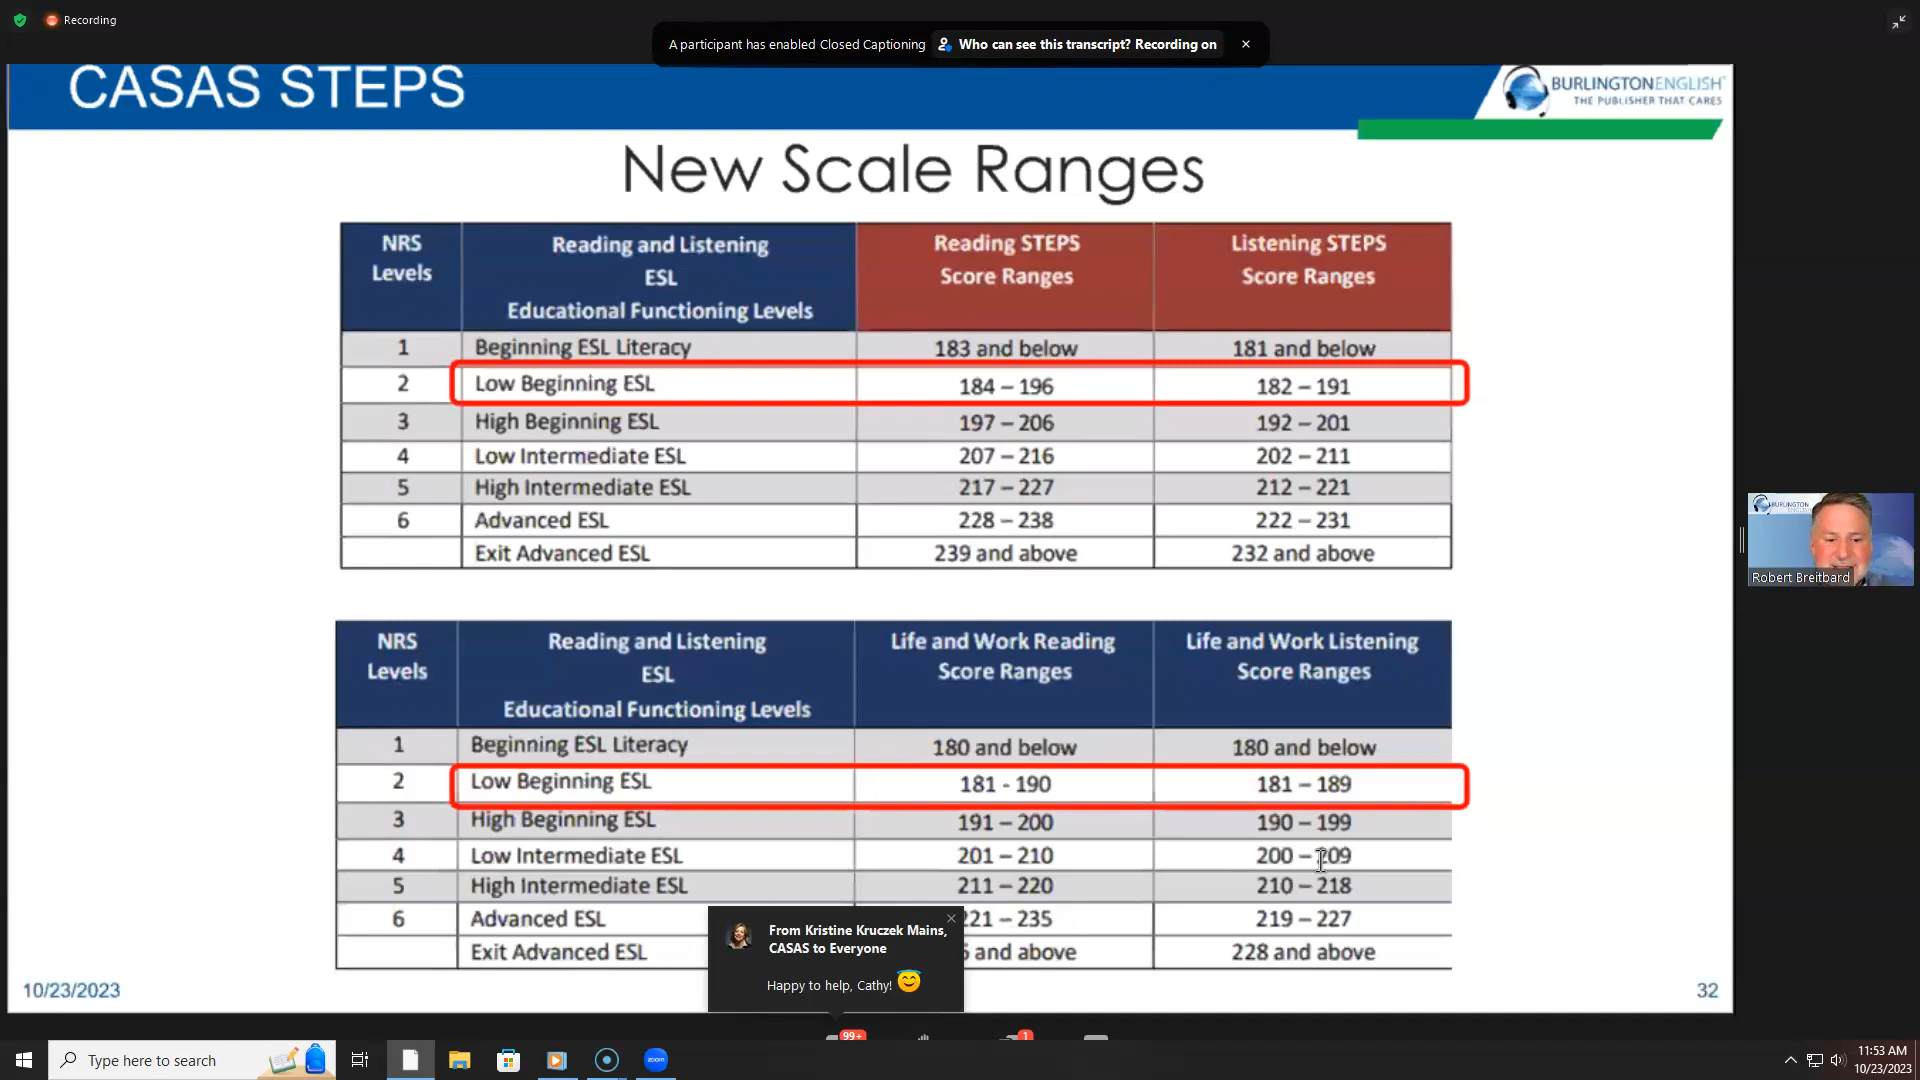 Recording
A participant has enabled Closed Captioning Who can see this transcript? Recording on
CASAS STEPS
BURLINGTONENGLISH
THE PUBLISHER THAT CARES
New Scale Ranges
NRS Levels Reading and Listening ESL Educational Functioning Levels Reading STEPS Score Ranges Listening STEPS Score Ranges
1 Beginning ESL Literacy 183 and below 181 and below
2 Low Beginning ESL 184 – 196 182 – 191
3 High Beginning ESL 197 – 206 192 – 201
4 Low Intermediate ESL 207 – 216 202 – 211
5 High Intermediate ESL 217 – 227 212 – 221
6 Advanced ESL 228 – 238 222 – 231
Exit Advanced ESL 239 and above 232 and above
BURLINGTON
Robert Breitbard
NRS Levels Reading and Listening ESL Educational Functioning Levels Life and Work Reading Score Ranges Life and Work Listening Score Ranges
1 Beginning ESL Literacy 180 and below 180 and below
2 Low Beginning ESL 181 - 190 181 – 189
3 High Beginning ESL 191 – 200 190 – 199
4 Low Intermediate ESL 201 – 210 200 – 209
5 High Intermediate ESL 211 – 220 210 – 218
6 Advanced ESL 221 – 235 219 – 227
Exit Advanced ESL and above 228 and above
From Kristine Kruczek Mains,
CASAS to Everyone
Happy to help, Cathy!
10/23/2023
32
99+
1
Type here to search
zoom
11:53 AM
10/23/2023